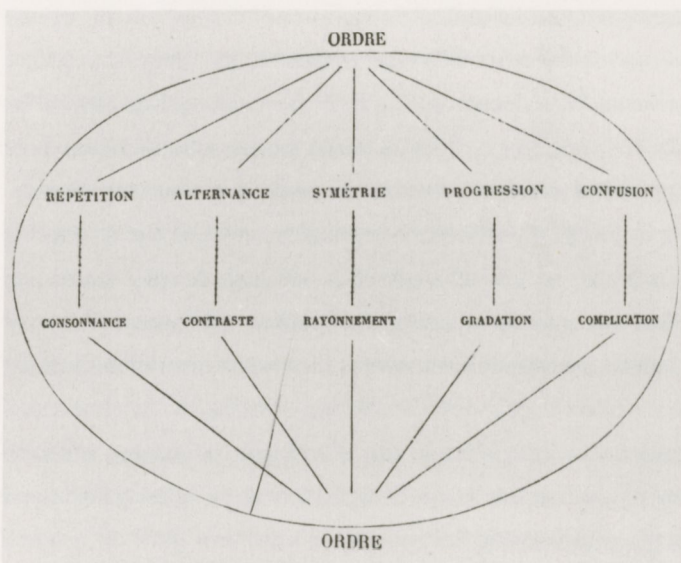 ORDRE
RÉPÉTITION ALTERNANCE SYMÉTRIE PROGRESSION CONFUSION
CONSONNANCE CONTRASTE RAYONNEMENT GRADATION COMPLICATION
ORDRE